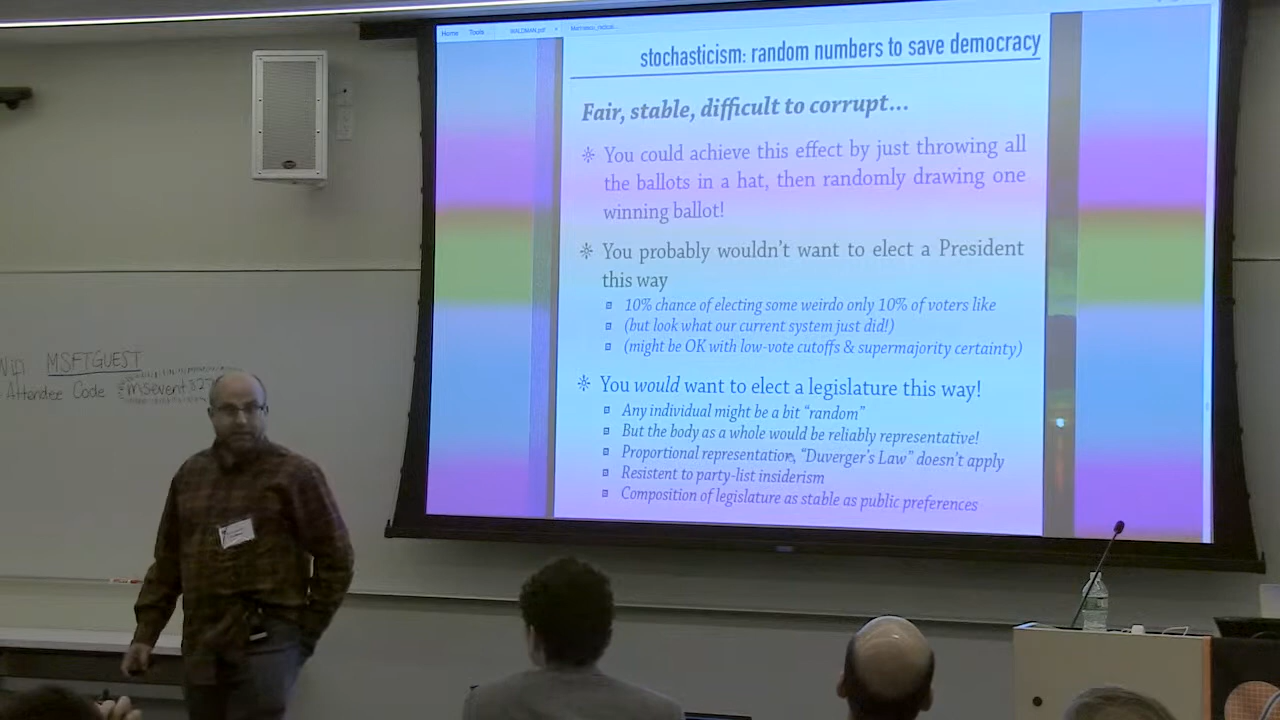 Home Tools WALDMAN.pdf
stochasticism: random numbers to save democracy
Fair, stable, difficult to corrupt...
You could achieve this effect by just throwing all
the ballots in a hat, then randomly drawing one
winning ballot!
You probably wouldn't want to elect a President
this way
10% chance of electing some weirdo only 10% of voters like
(but look what our current system just did!)
(might be OK with low-vote cutoffs & supermajority certainty)
You would want to elect a legislature this way!
Any individual might be a bit "random"
But the body as a whole would be reliably representative!
Proportional representation, "Duverger's Law" doesn't apply
Resistent to party-list insiderism
Composition of legislature as stable as public preferences
MSFTGUEST
Attendee Code